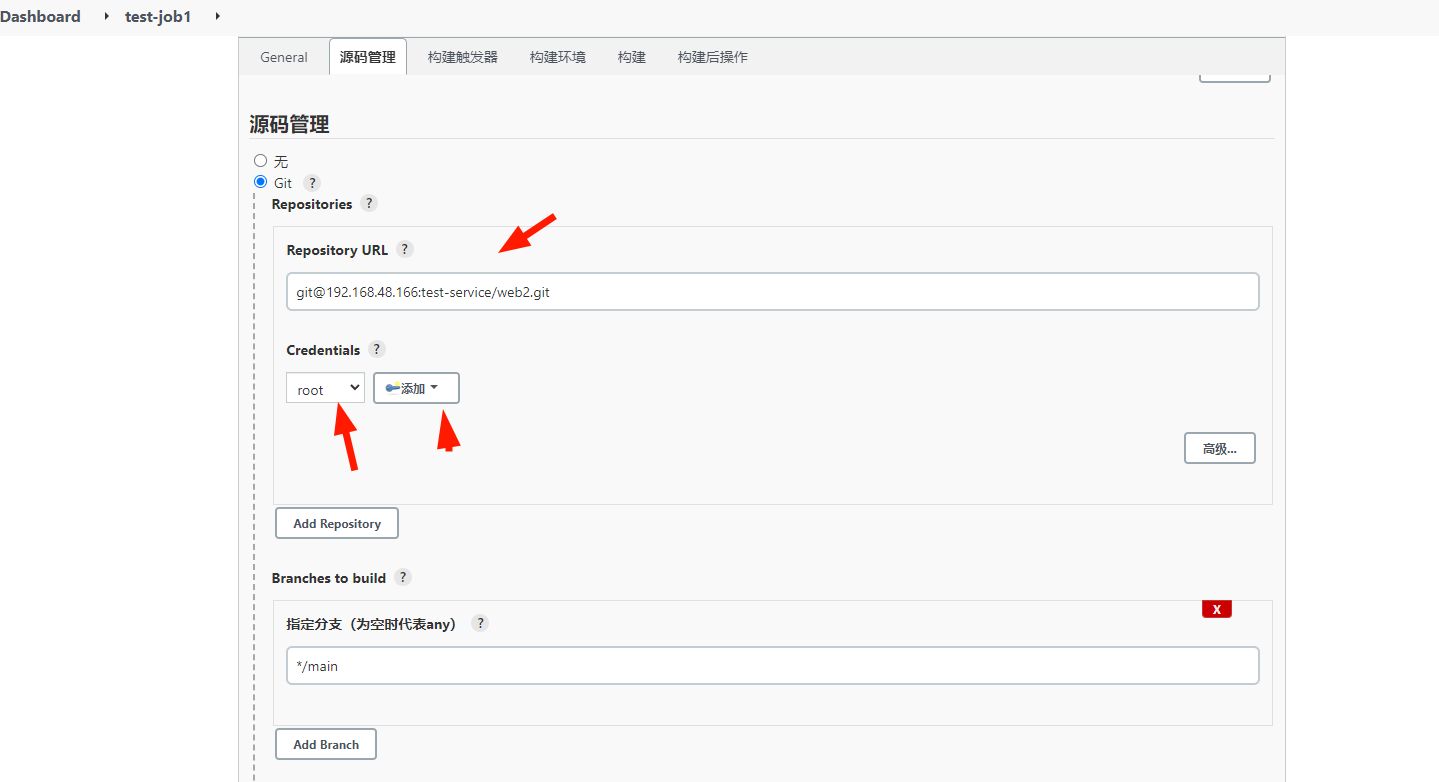 Dashboard test-job1
General 源码管理 构建触发器 构建环境 构建 构建后操作
源码管理
无
Git ?
Repositories ?
Repository URL ?
git@192.168.48.166:test-service/web2.git
Credentials ?
root 添加
高级...
Add Repository
Branches to build ?
X
指定分支（为空时代表any） ?
*/main
Add Branch